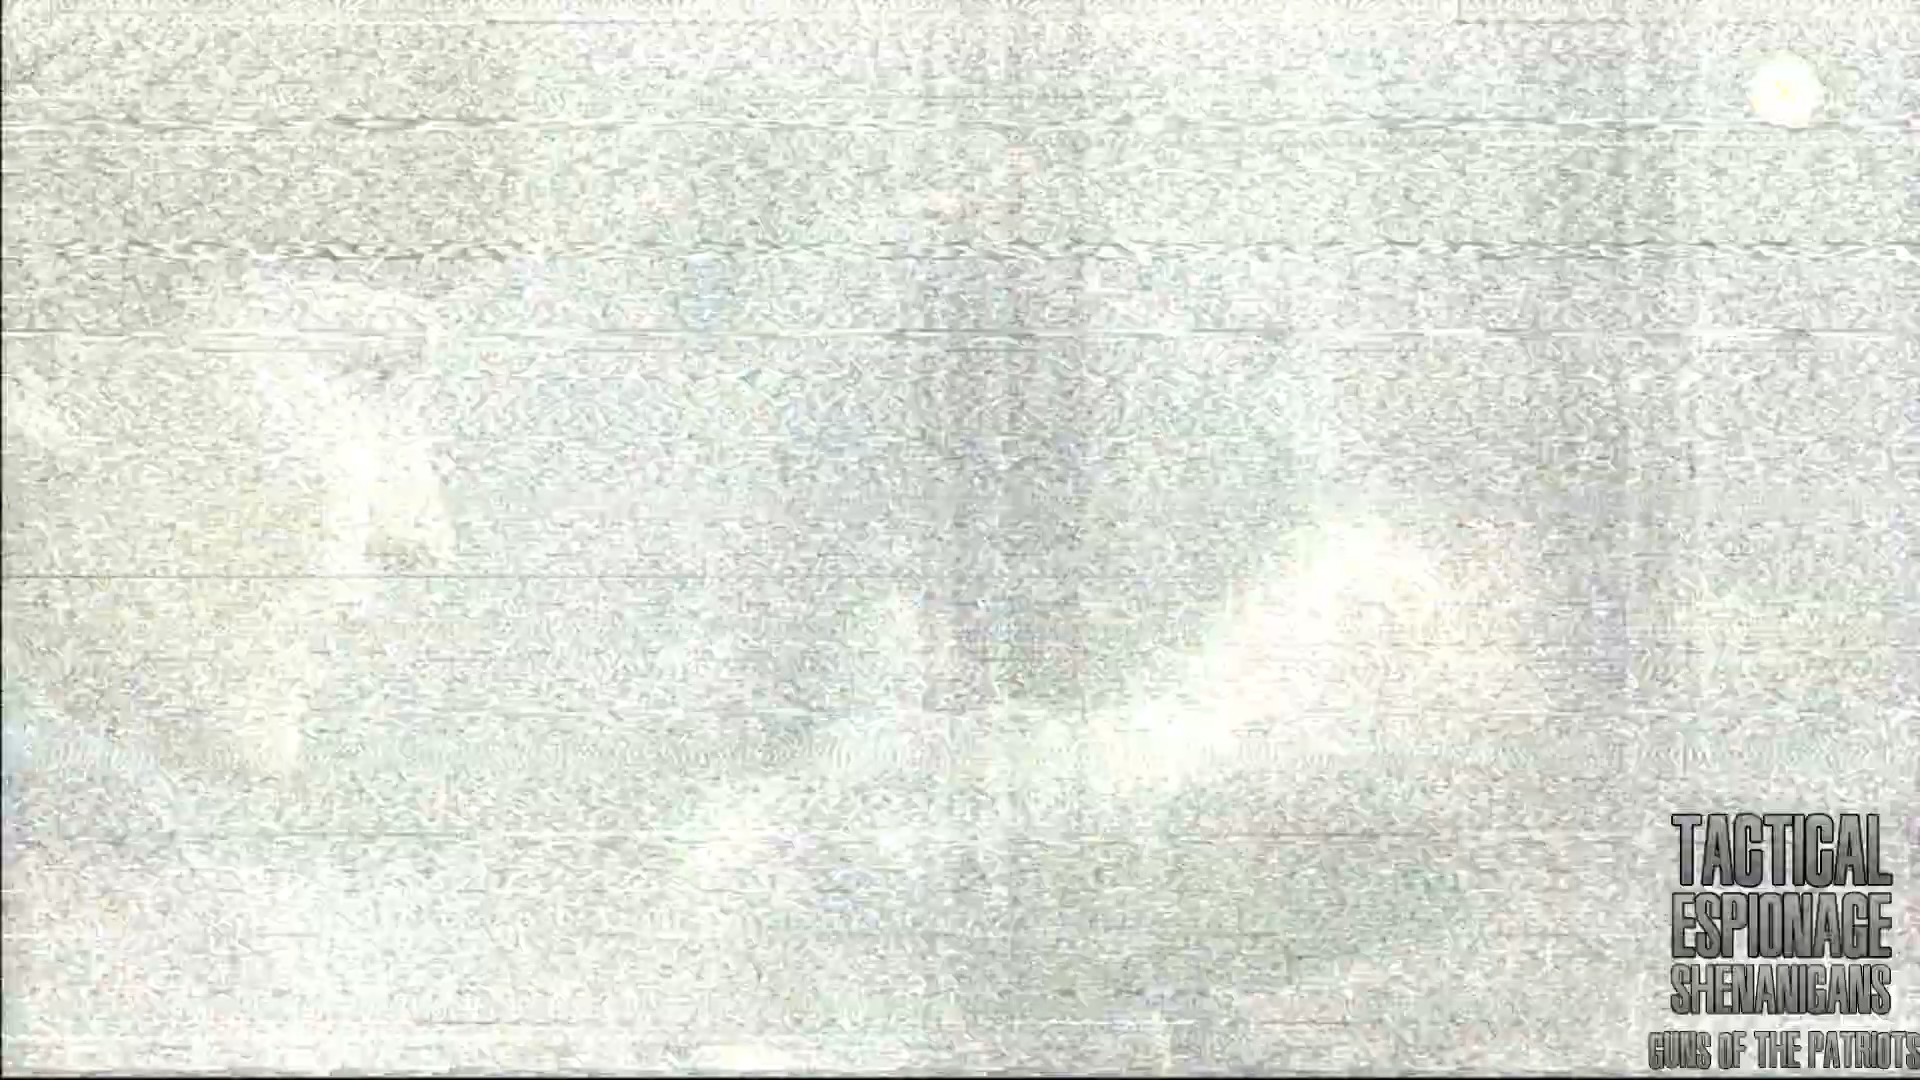 TACTICAL
ESPIONAGE
SHENANIGANS
GUNS OF THE PATRIOTS